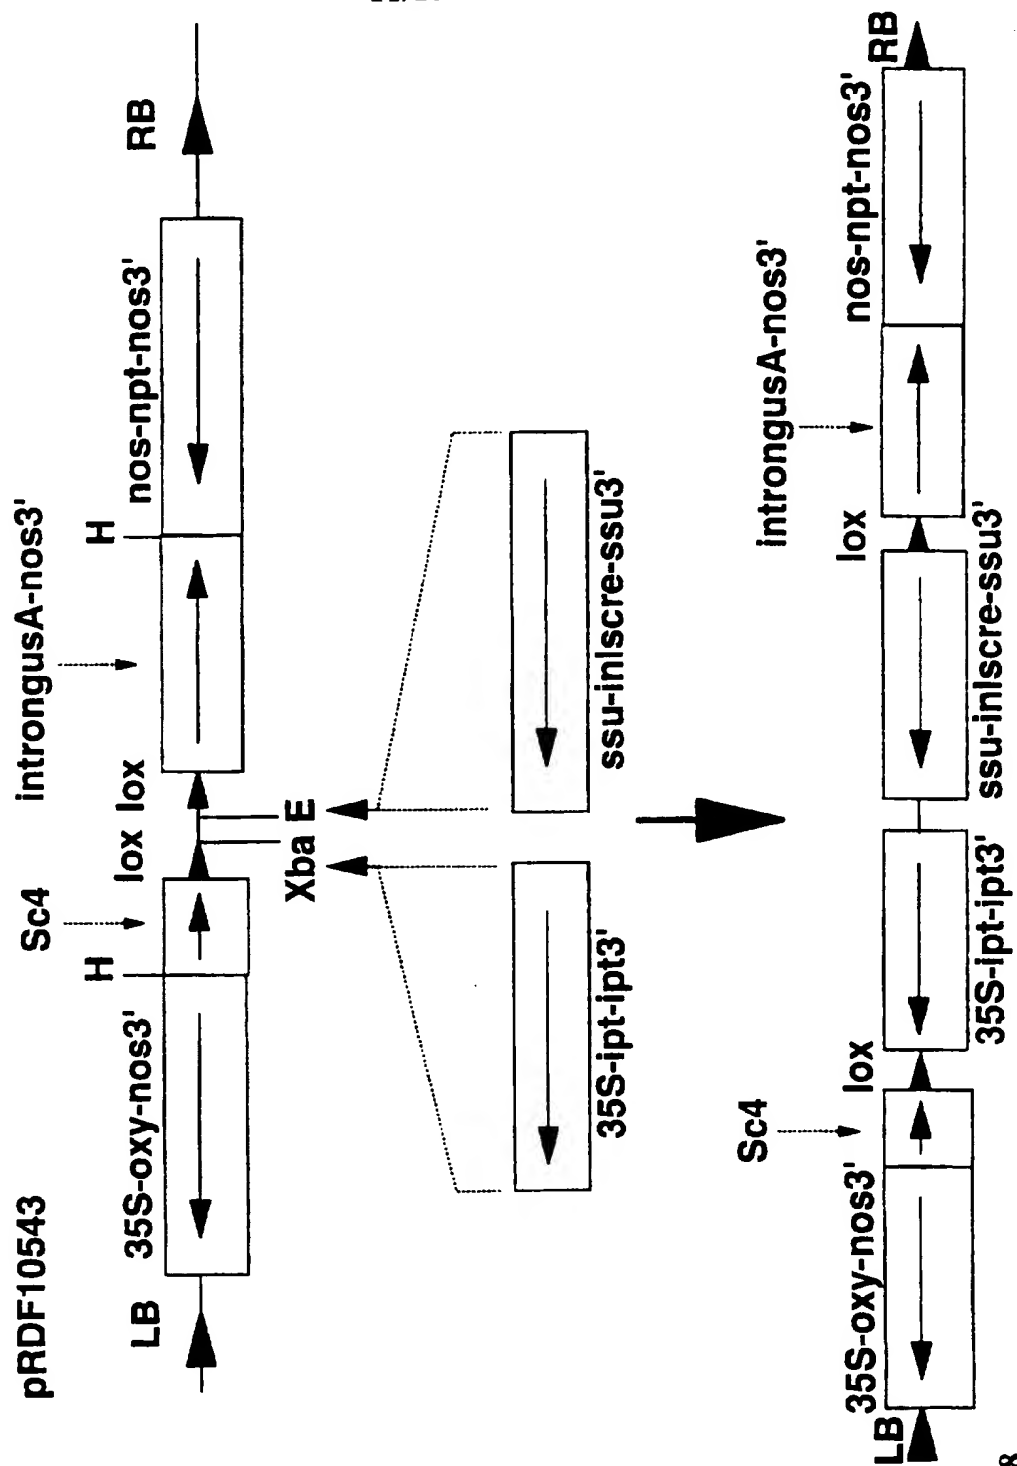 pRDF10543
LB
35S-oxy-nos3'
H
Sc4
lox
lox
introngusA-nos3'
H
nos-npt-nos3'
RB
Xba
E
35S-ipt-ipt3'
ssu-inlscre-ssu3'
LB
35S-oxy-nos3'
Sc4
lox
35S-ipt-ipt3'
ssu-inlscre-ssu3'
lox
introngusA-nos3'
nos-npt-nos3'
RB